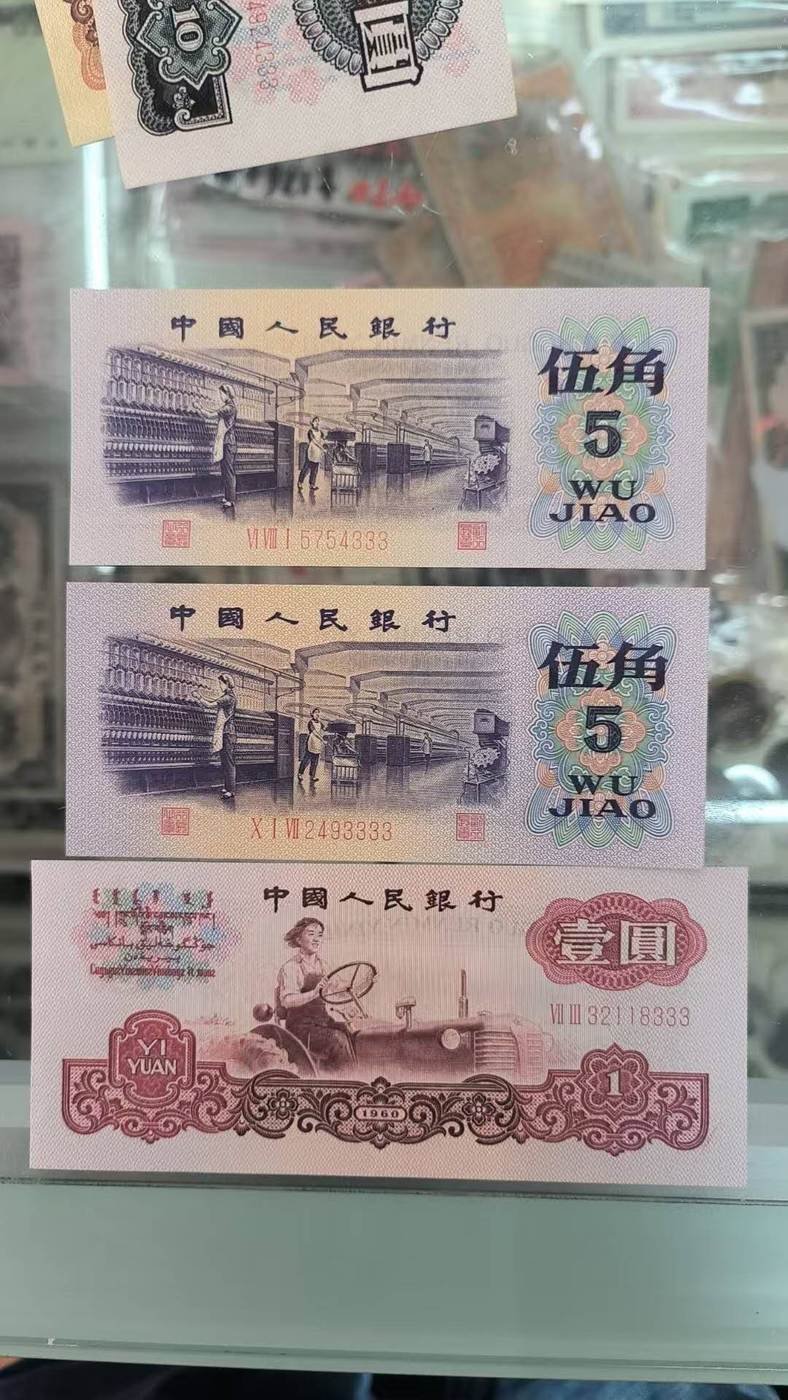 10
圓
中國人民銀行
伍角
5
WU
JIAO
VI VIII I 5754333
中國人民銀行
伍角
5
WU
JIAO
X I VII 2493333
中國人民銀行
壹圓
VII III 32118333
YI
YUAN
1960
1